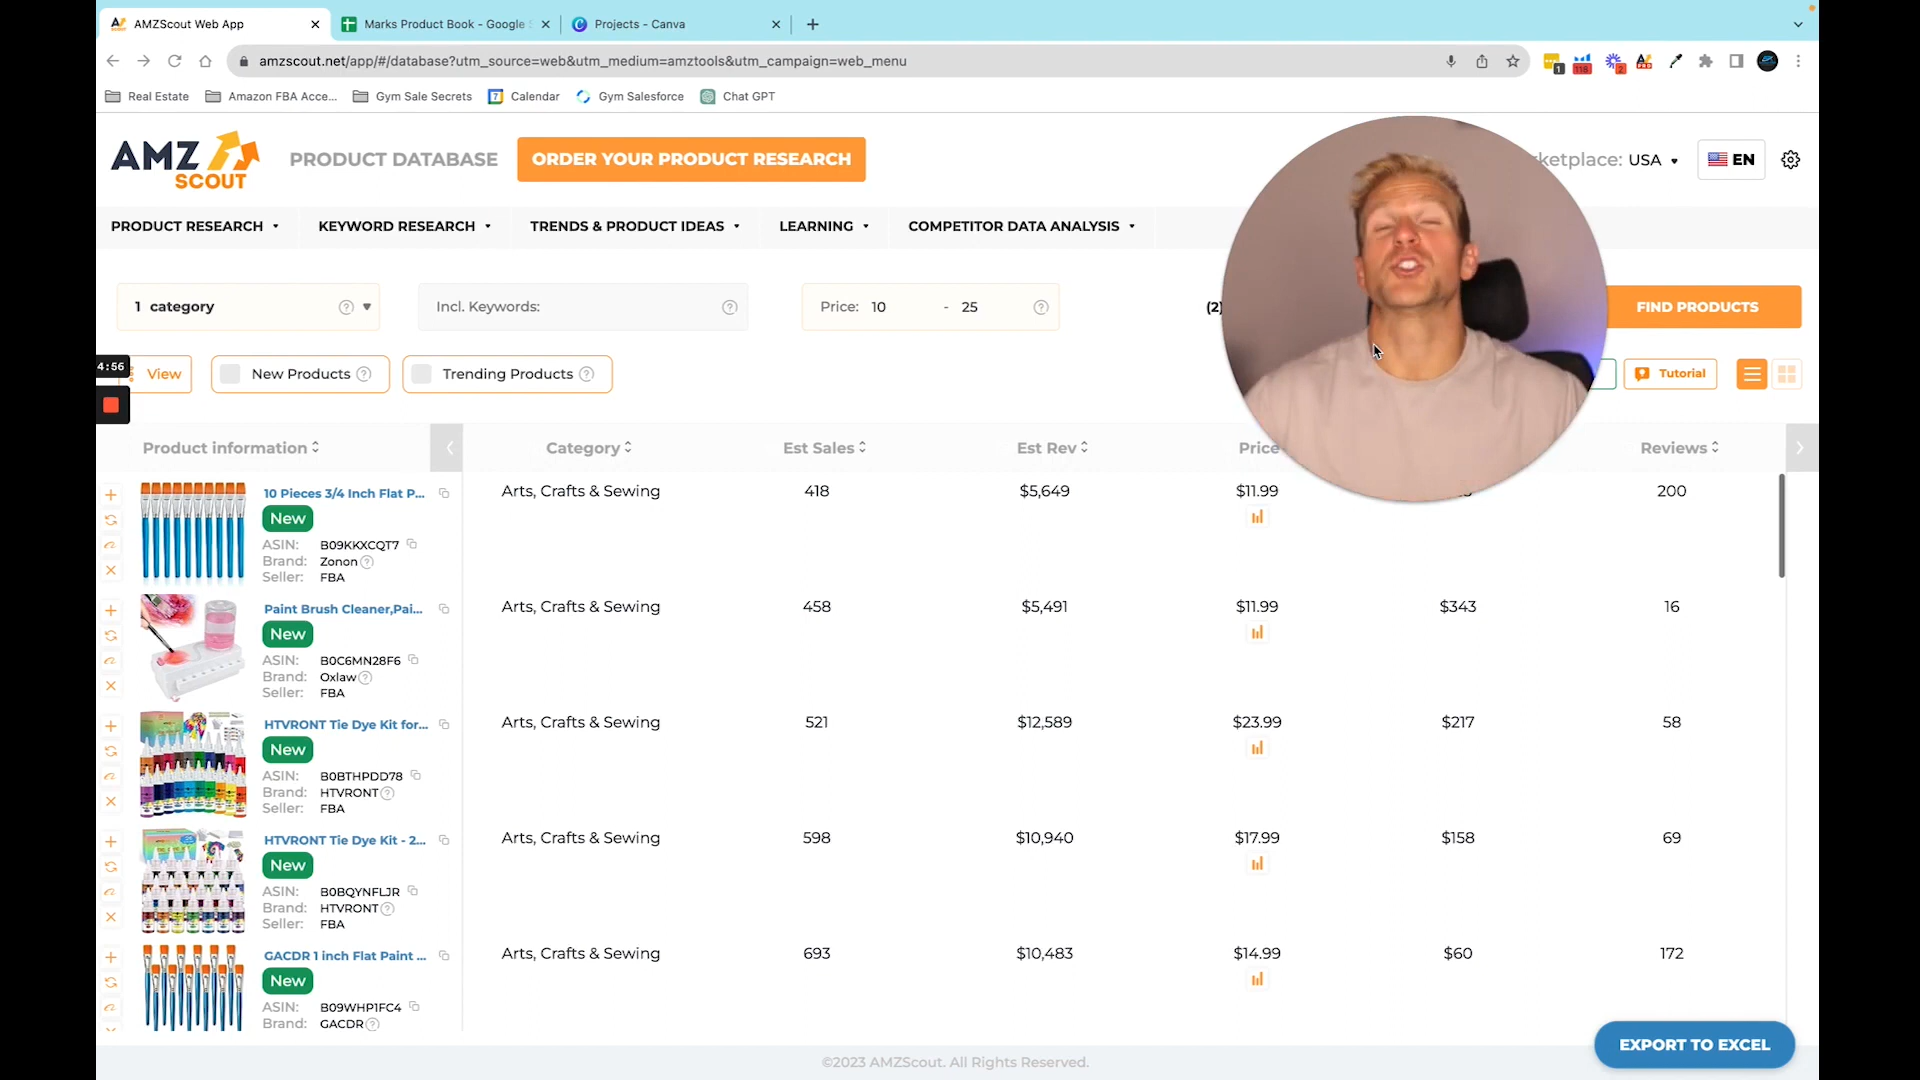 AMZScout Web App
Marks Product Book - Google
Projects - Canva
amzscout.net/app/#/database?utm_source=web&utm_medium=amztools&utm_campaign=web_menu
1
118
2
Real Estate
Amazon FBA Acce...
Gym Sale Secrets
7 Calendar
Gym Salesforce
Chat GPT
AMZ SCOUT
PRODUCT DATABASE
ORDER YOUR PRODUCT RESEARCH
ketplace: USA
EN
PRODUCT RESEARCH
KEYWORD RESEARCH
TRENDS & PRODUCT IDEAS
LEARNING
COMPETITOR DATA ANALYSIS
1 category
Incl. Keywords:
Price: 10 - 25
(2)
FIND PRODUCTS
4:56
View
New Products
Trending Products
Tutorial
Product information
Category
Est Sales
Est Rev
Price
Reviews
10 Pieces 3/4 Inch Flat P...
New
ASIN: B09KKXCQT7
Brand: Zonon
Seller: FBA
Arts, Crafts & Sewing
418
$5,649
$11.99
200
Paint Brush Cleaner,Pai...
New
ASIN: B0C6MN28F6
Brand: Oxlaw
Seller: FBA
Arts, Crafts & Sewing
458
$5,491
$11.99
$343
16
HTVRONT Tie Dye Kit for...
New
ASIN: B0BTHPDD78
Brand: HTVRONT
Seller: FBA
Arts, Crafts & Sewing
521
$12,589
$23.99
$217
58
HTVRONT Tie Dye Kit - 2...
New
ASIN: B0BQYNFLJR
Brand: HTVRONT
Seller: FBA
Arts, Crafts & Sewing
598
$10,940
$17.99
$158
69
GACDR 1 inch Flat Paint ...
New
ASIN: B09WHP1FC4
Brand: GACDR
Arts, Crafts & Sewing
693
$10,483
$14.99
$60
172
EXPORT TO EXCEL
©2023 AMZScout. All Rights Reserved.